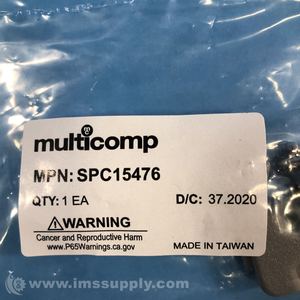 multicomp
MPN: SPC15476
QTY: 1 EA D/C: 37.2020
⚠WARNING
Cancer and Reproductive Harm
www.P65Warnings.ca.gov
MADE IN TAIWAN
© www.imssupply.com